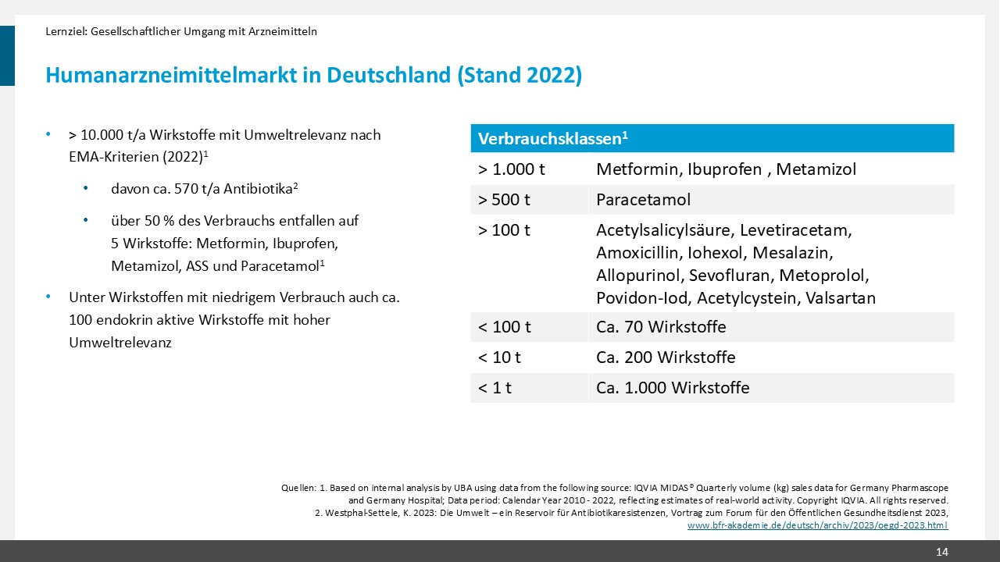 Lernziel: Gesellschaftlicher Umgang mit Arzneimitteln
Humanarzneimittelmarkt in Deutschland (Stand 2022)
• > 10.000 t/a Wirkstoffe mit Umweltrelevanz nach
EMA-Kriterien (2022)¹
• davon ca. 570 t/a Antibiotika²
• über 50 % des Verbrauchs entfallen auf
5 Wirkstoffe: Metformin, Ibuprofen,
Metamizol, ASS und Paracetamol¹
• Unter Wirkstoffen mit niedrigem Verbrauch auch ca.
100 endokrin aktive Wirkstoffe mit hoher
Umweltrelevanz
Verbrauchsklassen¹
> 1.000 t Metformin, Ibuprofen , Metamizol
> 500 t Paracetamol
> 100 t Acetylsalicylsäure, Levetiracetam,
Amoxicillin, Iohexol, Mesalazin,
Allopurinol, Sevofluran, Metoprolol,
Povidon-Iod, Acetylcystein, Valsartan
< 100 t Ca. 70 Wirkstoffe
< 10 t Ca. 200 Wirkstoffe
< 1 t Ca. 1.000 Wirkstoffe
Quellen: 1. Based on internal analysis by UBA using data from the following source: IQVIA MIDAS® Quarterly volume (kg) sales data for Germany Pharmascope
and Germany Hospital; Data period: Calendar Year 2010 - 2022, reflecting estimates of real-world activity. Copyright IQVIA. All rights reserved.
2. Westphal-Settele, K. 2023: Die Umwelt – ein Reservoir für Antibiotikaresistenzen, Vortrag zum Forum für den Öffentlichen Gesundheitsdienst 2023,
www.bfr-akademie.de/deutsch/archiv/2023/oegd-2023.html
14